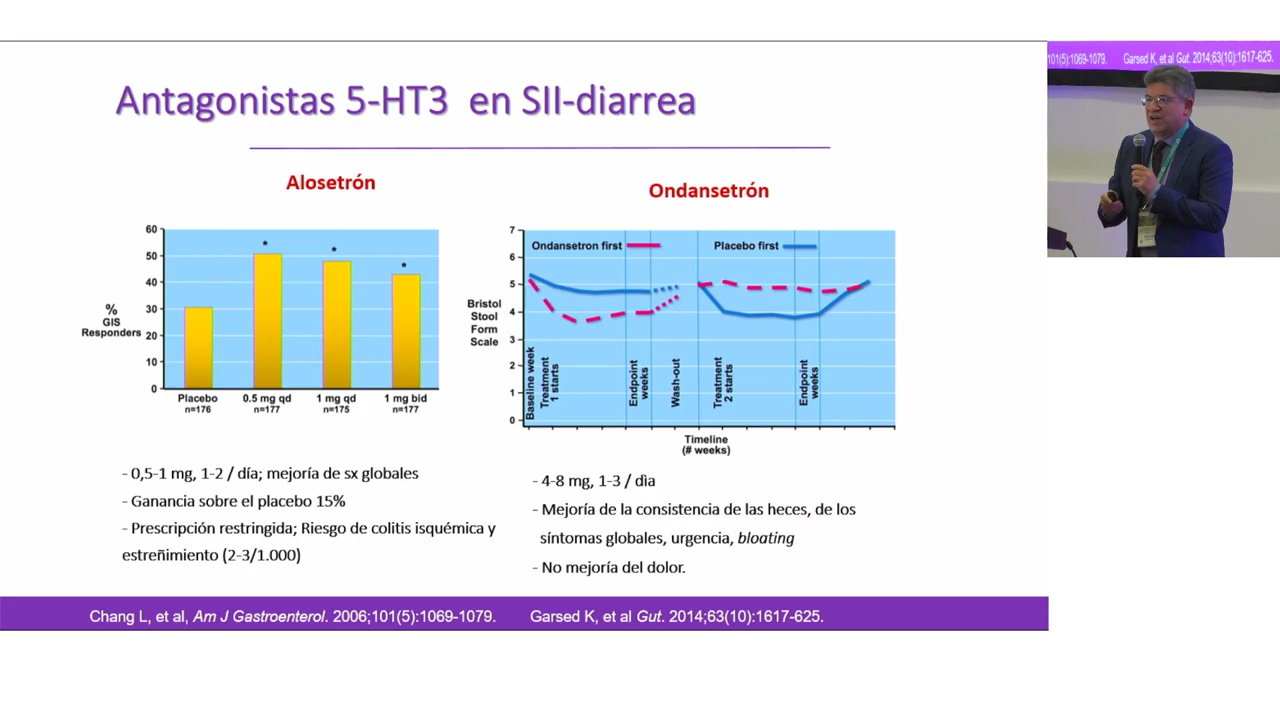 Antagonistas 5-HT3 en SII-diarrea
Alosetrón
60
50
40
30
20
10
0
%
GIS
Responders
*
*
*
Placebo
n=176
0.5 mg qd
n=177
1 mg qd
n=175
1 mg bid
n=177
- 0,5-1 mg, 1-2 / día; mejoría de sx globales
- Ganancia sobre el placebo 15%
- Prescripción restringida; Riesgo de colitis isquémica y
estreñimiento (2-3/1.000)
Ondansetrón
7
6
5
4
3
2
1
0
Bristol
Stool
Form
Scale
Ondansetron first
Placebo first
Baseline week
Treatment
1 starts
Endpoint
weeks
Wash-out
Treatment
2 starts
Endpoint
weeks
Timeline
(# weeks)
- 4-8 mg, 1-3 / dìa
- Mejoría de la consistencia de las heces, de los
síntomas globales, urgencia, bloating
- No mejoría del dolor.
Chang L, et al, Am J Gastroenterol. 2006;101(5):1069-1079.
Garsed K, et al Gut. 2014;63(10):1617-625.
101(5):1069-1079.
Garsed K, et al Gut. 2014;63(10):1617-625.